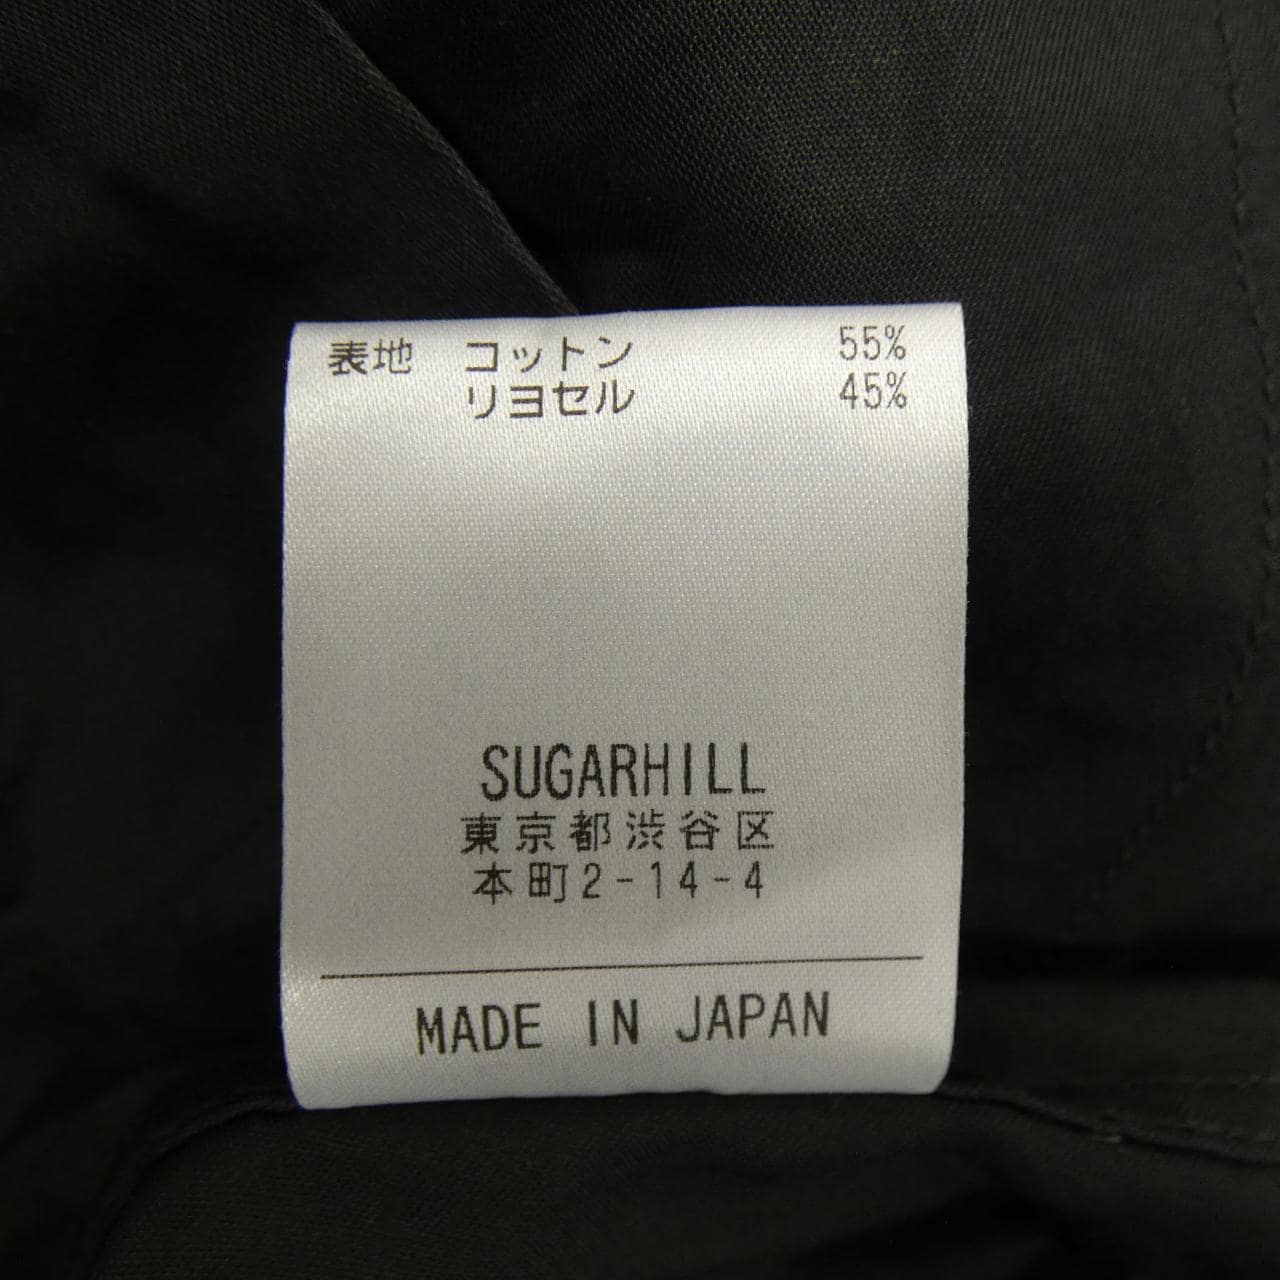 表地 コットン 55%
リヨセル 45%
SUGARHILL
東京都渋谷区
本町2-14-4
MADE IN JAPAN